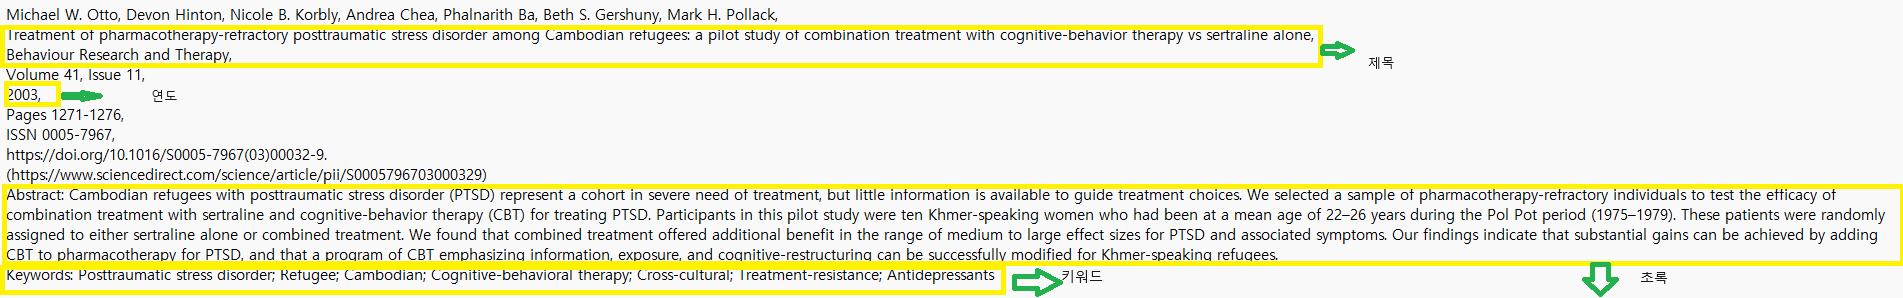 Michael W. Otto, Devon Hinton, Nicole B. Korbly, Andrea Chea, Phalnarith Ba, Beth S. Gershuny, Mark H. Pollack,
Treatment of pharmacotherapy-refractory posttraumatic stress disorder among Cambodian refugees: a pilot study of combination treatment with cognitive-behavior therapy vs sertraline alone,
Behaviour Research and Therapy,
제목
Volume 41, Issue 11,
2003,
연도
Pages 1271-1276,
ISSN 0005-7967,
https://doi.org/10.1016/S0005-7967(03)00032-9.
(https://www.sciencedirect.com/science/article/pii/S0005796703000329)
Abstract: Cambodian refugees with posttraumatic stress disorder (PTSD) represent a cohort in severe need of treatment, but little information is available to guide treatment choices. We selected a sample of pharmacotherapy-refractory individuals to test the efficacy of
combination treatment with sertraline and cognitive-behavior therapy (CBT) for treating PTSD. Participants in this pilot study were ten Khmer-speaking women who had been at a mean age of 22–26 years during the Pol Pot period (1975–1979). These patients were randomly
assigned to either sertraline alone or combined treatment. We found that combined treatment offered additional benefit in the range of medium to large effect sizes for PTSD and associated symptoms. Our findings indicate that substantial gains can be achieved by adding
CBT to pharmacotherapy for PTSD, and that a program of CBT emphasizing information, exposure, and cognitive-restructuring can be successfully modified for Khmer-speaking refugees.
Keywords: Posttraumatic stress disorder; Refugee; Cambodian; Cognitive-behavioral therapy; Cross-cultural; Treatment-resistance; Antidepressants
키워드
초록